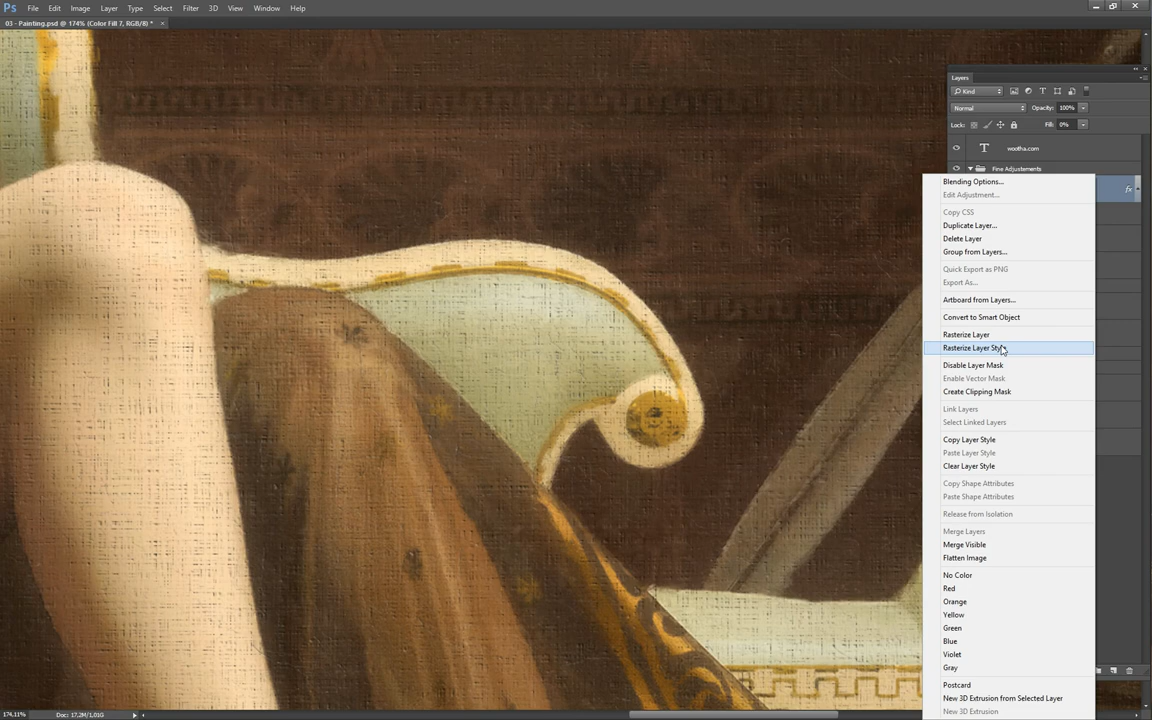 Ps File Edit Image Layer Type Select Filter 3D View Window Help
03 - Painting.psd @ 174% (Color Fill 7, RGB/8) *
Layers
Kind
Normal Opacity: 100%
Lock: Fill: 0%
T wootha.com
Fine Adjustments
fx
Blending Options...
Edit Adjustment...
Copy CSS
Duplicate Layer...
Delete Layer
Group from Layers...
Quick Export as PNG
Export As...
Artboard from Layers...
Convert to Smart Object
Rasterize Layer
Rasterize Layer Style
Disable Layer Mask
Enable Vector Mask
Create Clipping Mask
Link Layers
Select Linked Layers
Copy Layer Style
Paste Layer Style
Clear Layer Style
Copy Shape Attributes
Paste Shape Attributes
Release from Isolation
Merge Layers
Merge Visible
Flatten Image
No Color
Red
Orange
Yellow
Green
Blue
Violet
Gray
Postcard
New 3D Extrusion from Selected Layer
New 3D Extrusion
174,11% Doc: 17,2M/1,01G